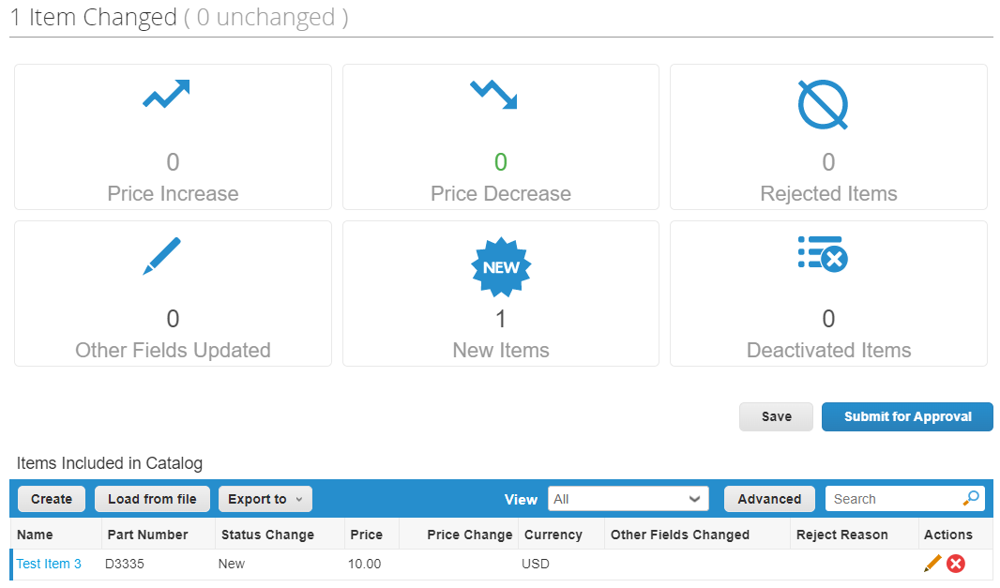 1 Item Changed ( 0 unchanged )
0
Price Increase
0
Price Decrease
0
Rejected Items
0
Other Fields Updated
NEW
1
New Items
0
Deactivated Items
Save Submit for Approval
Items Included in Catalog
Create Load from file Export to View All Advanced Search
Name Part Number Status Change Price Price Change Currency Other Fields Changed Reject Reason Actions
Test Item 3 D3335 New 10.00 USD